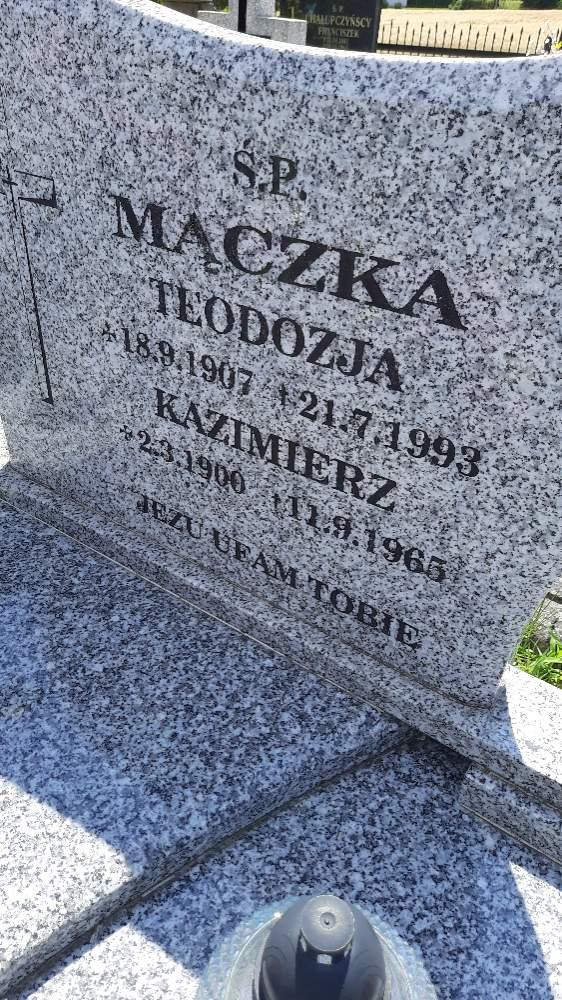 Ś.P.
CHAŁUPCZYŃSCY
FRANCISZEK
Ś.P.
MĄCZKA
TEODOZJA
*18.9.1907 †21.7.1993
KAZIMIERZ
*2.3.1900 †11.9.1965
JEZU UFAM TOBIE